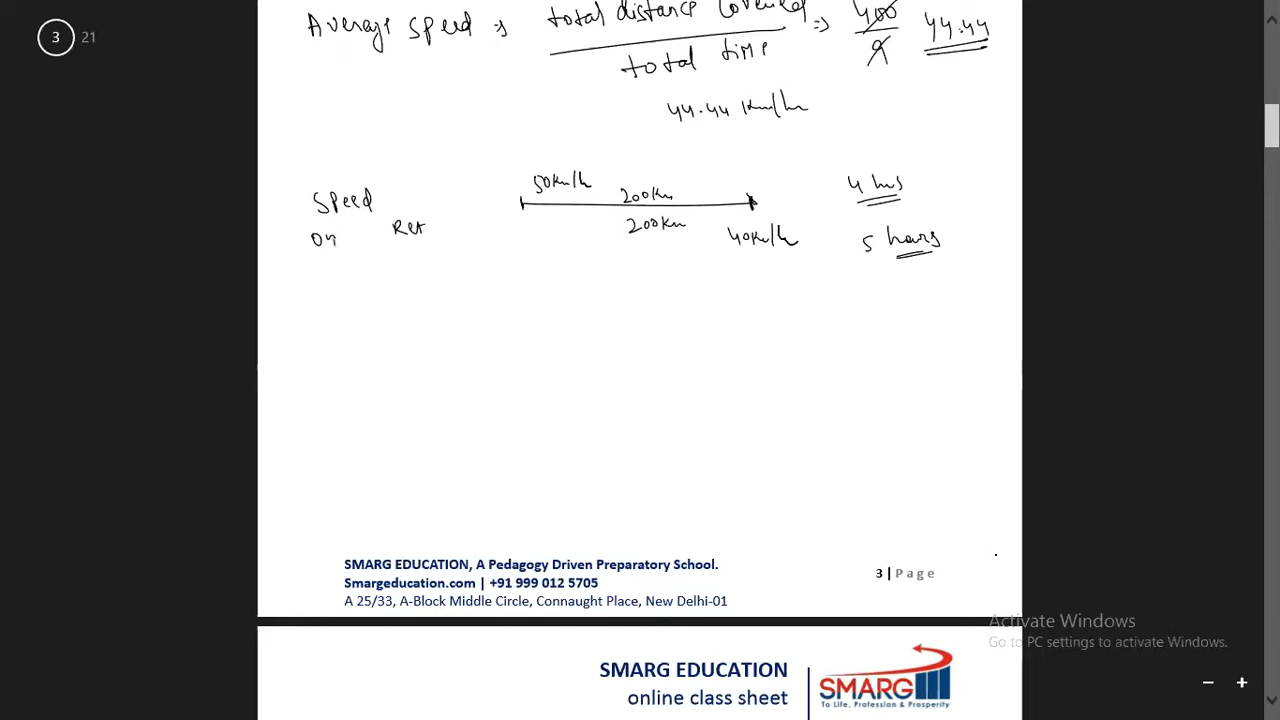 3 21
Average speed ⇒ total distance covered / total time ⇒ 400/9 44.44
44.44 Km/hr
50Km/h 200Km 4 hrs
Speed
200Km 40Km/h 5 hours
on Ret
SMARG EDUCATION, A Pedagogy Driven Preparatory School.
Smargeducation.com | +91 999 012 5705
A 25/33, A-Block Middle Circle, Connaught Place, New Delhi-01
3 | Page
Activate Windows
Go to PC settings to activate Windows.
SMARG EDUCATION
online class sheet
SMARG
To Life, Profession & Prosperity